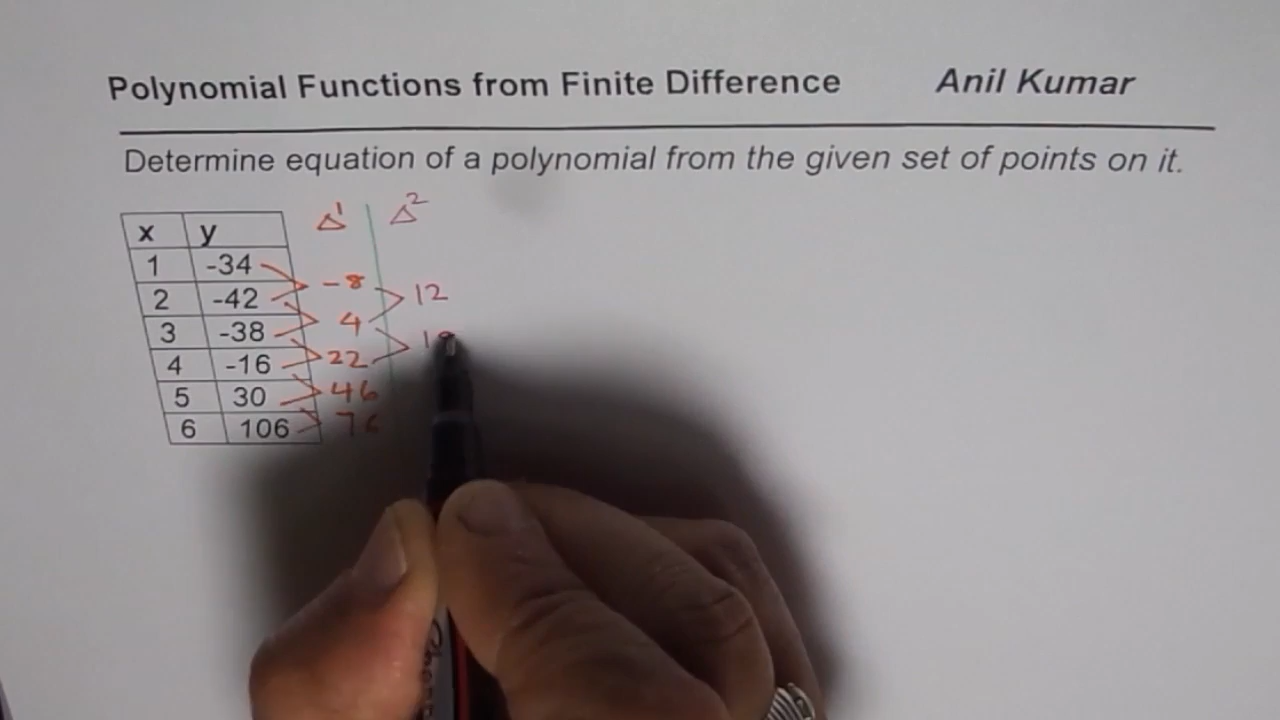 Polynomial Functions from Finite Difference Anil Kumar
Determine equation of a polynomial from the given set of points on it.
Δ¹ Δ²
x y
1 -34
-8
2 -42 12
3 -38 4
4 -16 22
5 30 46
6 106 76